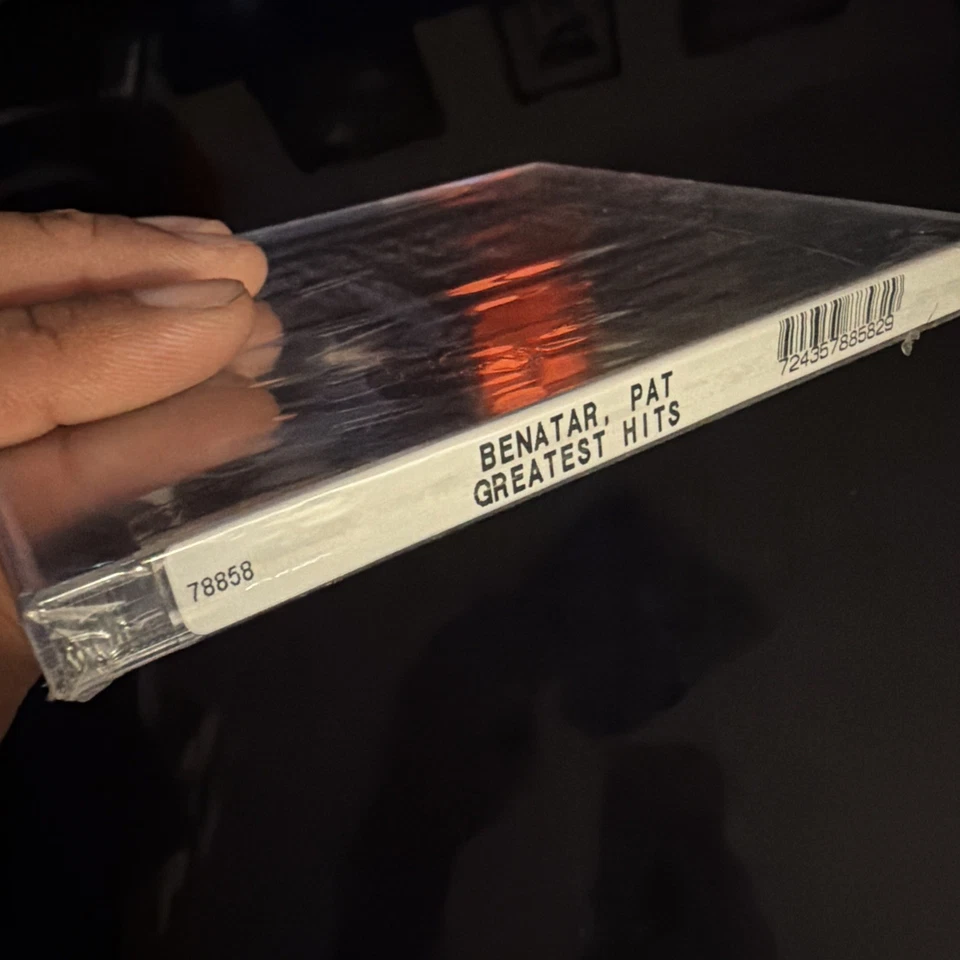 BENATAR, PAT
GREATEST HITS
724357885829
78858